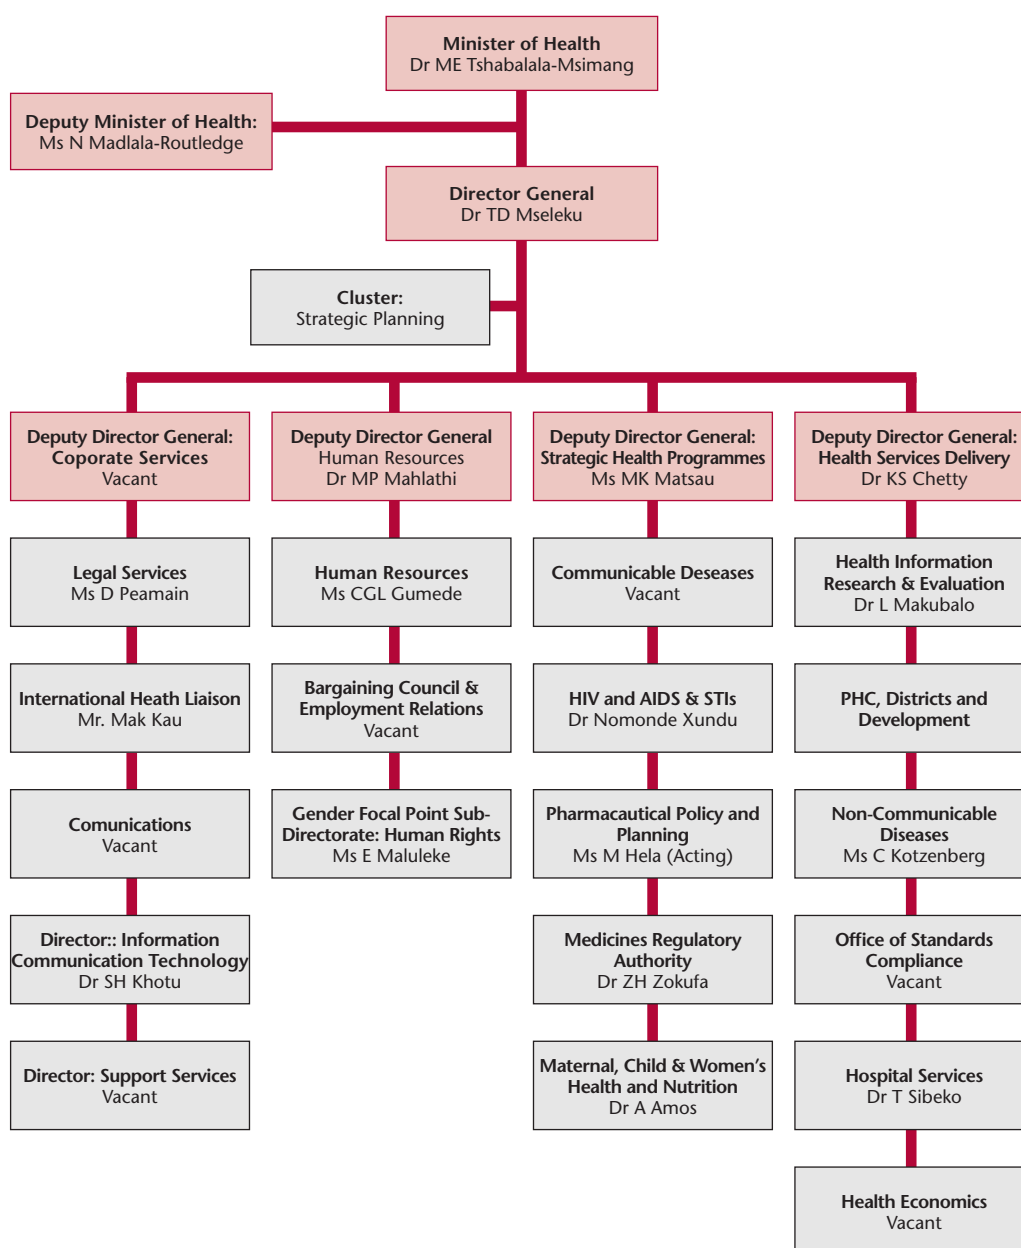 Minister of Health
Dr ME Tshabalala-Msimang
Deputy Minister of Health:
Ms N Madlala-Routledge
Director General
Dr TD Mseleku
Cluster:
Strategic Planning
Deputy Director General:
Coporate Services
Vacant
Legal Services
Ms D Peamain
International Heath Liaison
Mr. Mak Kau
Comunications
Vacant
Director:: Information
Communication Technology
Dr SH Khotu
Director: Support Services
Vacant
Deputy Director General
Human Resources
Dr MP Mahlathi
Human Resources
Ms CGL Gumede
Bargaining Council &
Employment Relations
Vacant
Gender Focal Point Sub-
Directorate: Human Rights
Ms E Maluleke
Deputy Director General:
Strategic Health Programmes
Ms MK Matsau
Communicable Deseases
Vacant
HIV and AIDS & STIs
Dr Nomonde Xundu
Pharmacautical Policy and
Planning
Ms M Hela (Acting)
Medicines Regulatory
Authority
Dr ZH Zokufa
Maternal, Child & Women's
Health and Nutrition
Dr A Amos
Deputy Director General:
Health Services Delivery
Dr KS Chetty
Health Information
Research & Evaluation
Dr L Makubalo
PHC, Districts and
Development
Non-Communicable
Diseases
Ms C Kotzenberg
Office of Standards
Compliance
Vacant
Hospital Services
Dr T Sibeko
Health Economics
Vacant